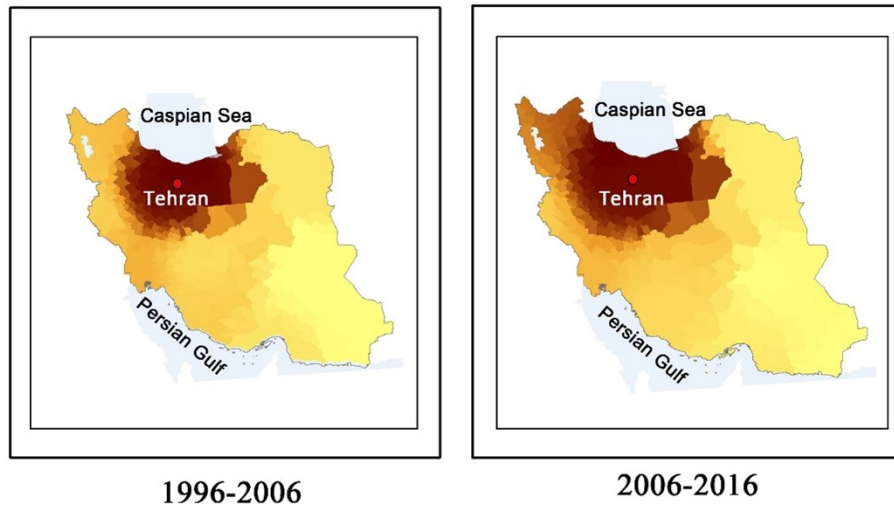 Caspian Sea
Tehran
Persian Gulf
1996-2006
Caspian Sea
Tehran
Persian Gulf
2006-2016